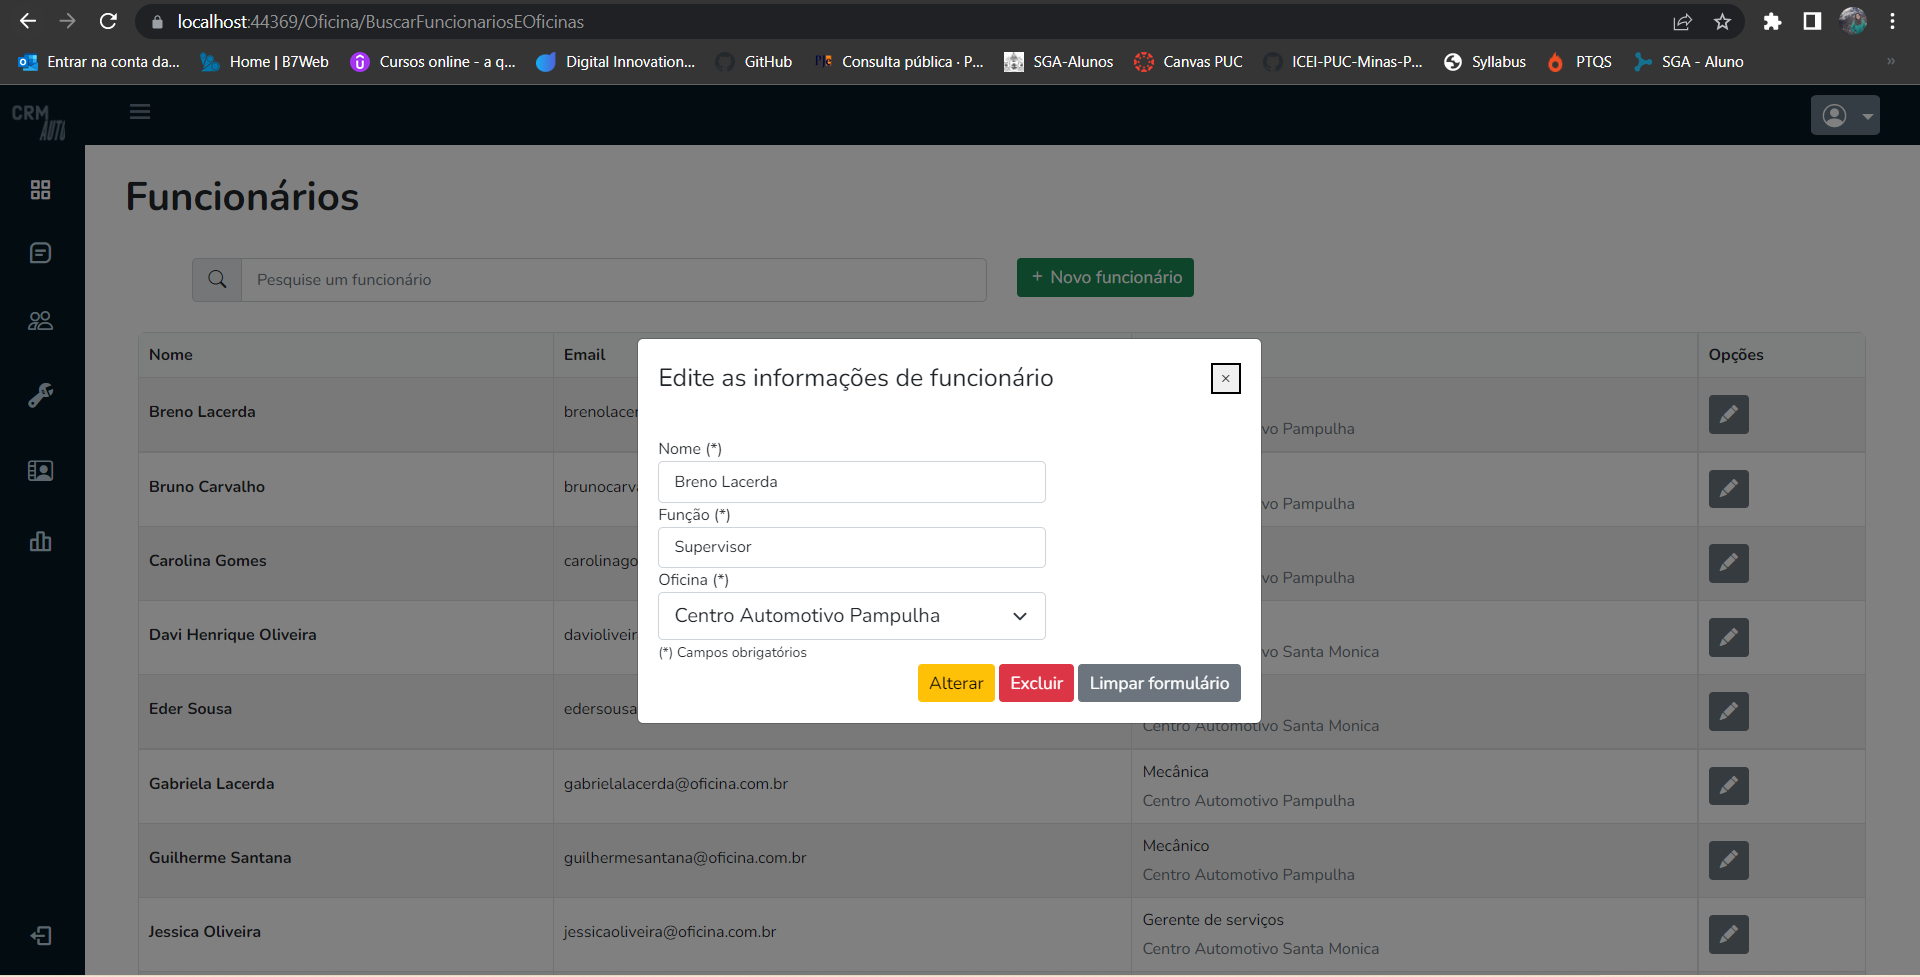 localhost:44369/Oficina/BuscarFuncionariosEOficinas
Entrar na conta da... Home | B7Web Cursos online - a q... Digital Innovation... GitHub Consulta pública · P... SGA-Alunos Canvas PUC ICEI-PUC-Minas-P... Syllabus PTQS SGA - Aluno »
CRM
AUTO
Funcionários
Pesquise um funcionário
+ Novo funcionário
Nome Email Opções
Edite as informações de funcionário ×
Nome (*)
Breno Lacerda
Função (*)
Supervisor
Oficina (*)
Centro Automotivo Pampulha
(*) Campos obrigatórios
Alterar Excluir Limpar formulário
Breno Lacerda brenolacer
vo Pampulha
Bruno Carvalho brunocarv
vo Pampulha
Carolina Gomes carolinago
vo Pampulha
Davi Henrique Oliveira davioliveir
vo Santa Monica
Eder Sousa edersousa
Centro Automotivo Santa Monica
Gabriela Lacerda gabrielalacerda@oficina.com.br Mecânica
Centro Automotivo Pampulha
Guilherme Santana guilhermesantana@oficina.com.br Mecânico
Centro Automotivo Pampulha
Jessica Oliveira jessicaoliveira@oficina.com.br Gerente de serviços
Centro Automotivo Santa Monica